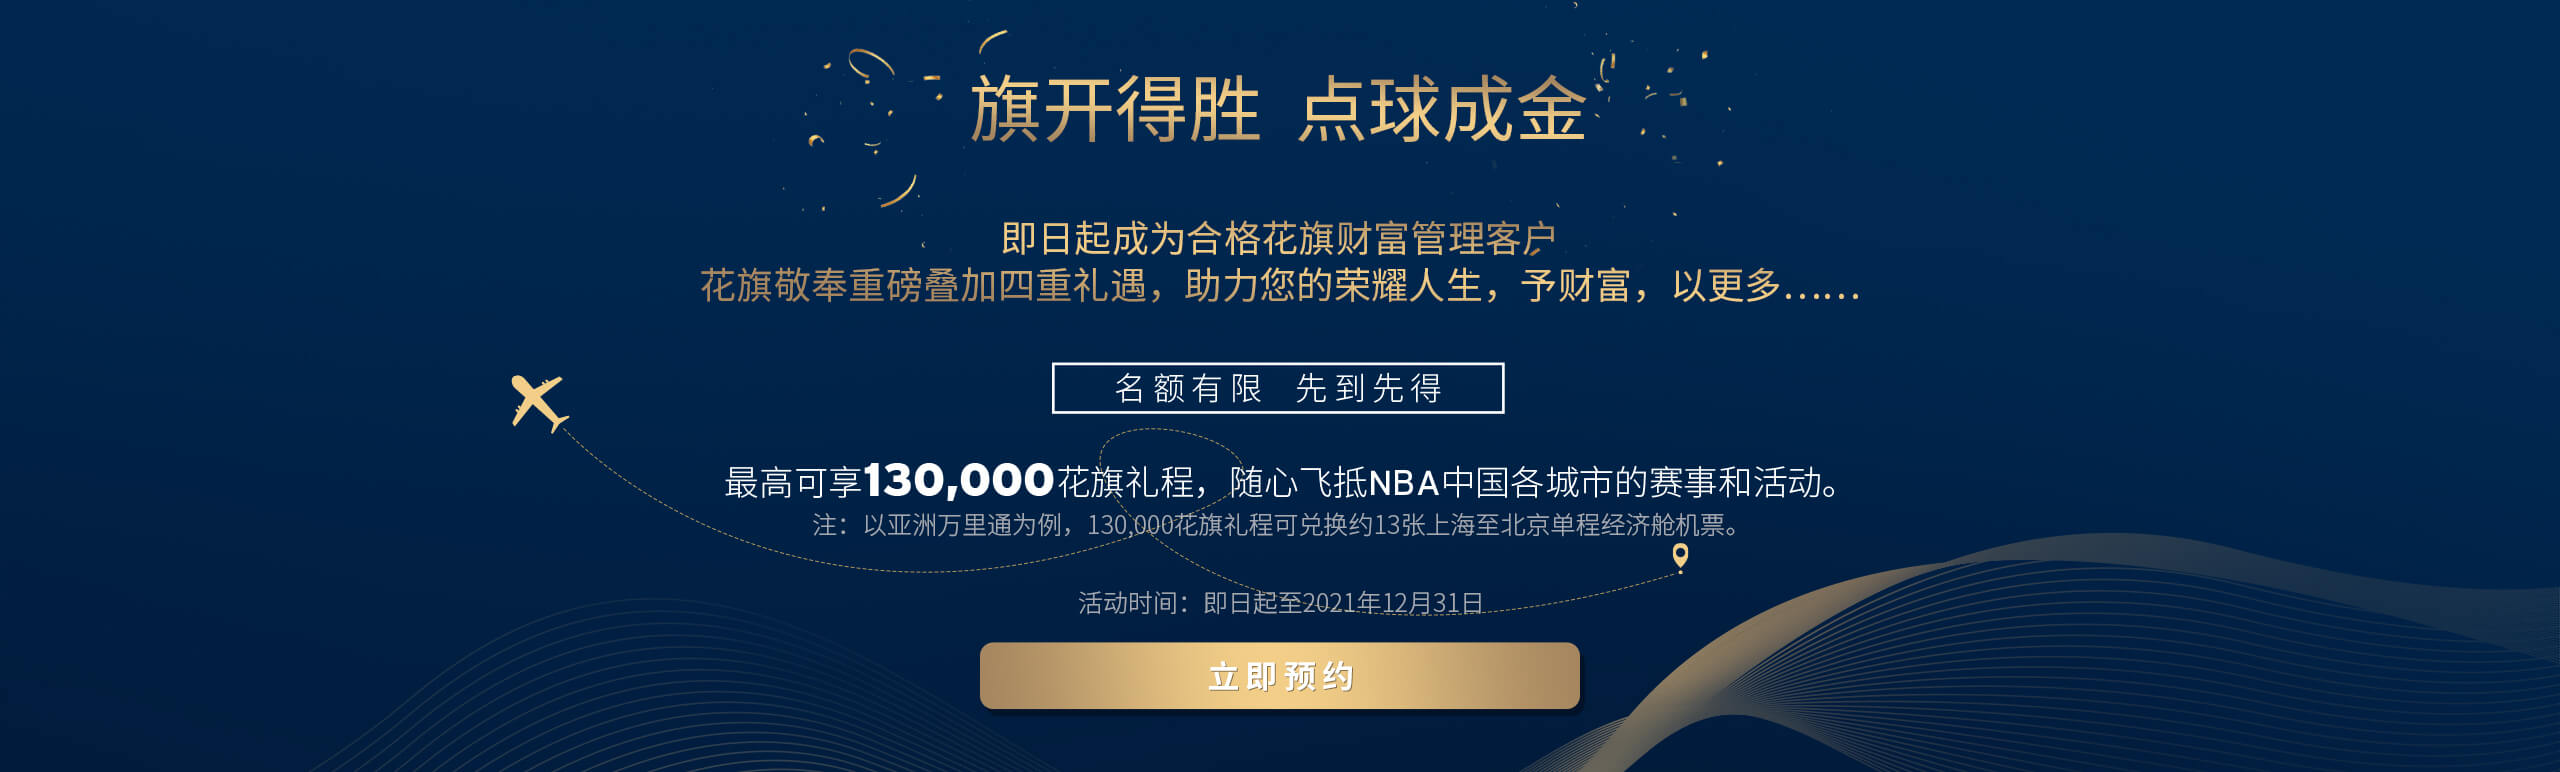 旗开得胜 点球成金
即日起成为合格花旗财富管理客户
花旗敬奉重磅叠加四重礼遇，助力您的荣耀人生，予财富，以更多……
名额有限 先到先得
最高可享130,000花旗礼程，随心飞抵NBA中国各城市的赛事和活动。
注：以亚洲万里通为例，130,000花旗礼程可兑换约13张上海至北京单程经济舱机票。
活动时间：即日起至2021年12月31日
立即预约